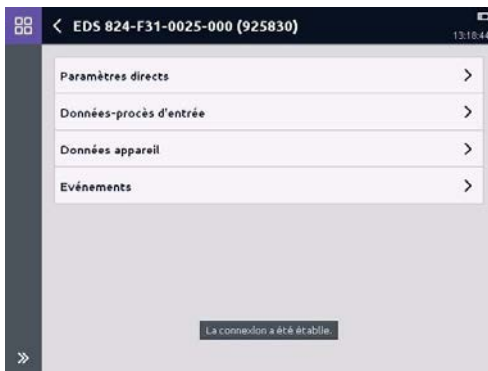 EDS 824-F31-0025-000 (925830)
13:18:44
Paramètres directs
Données-procès d'entrée
Données appareil
Evénements
La connexion a été établie.